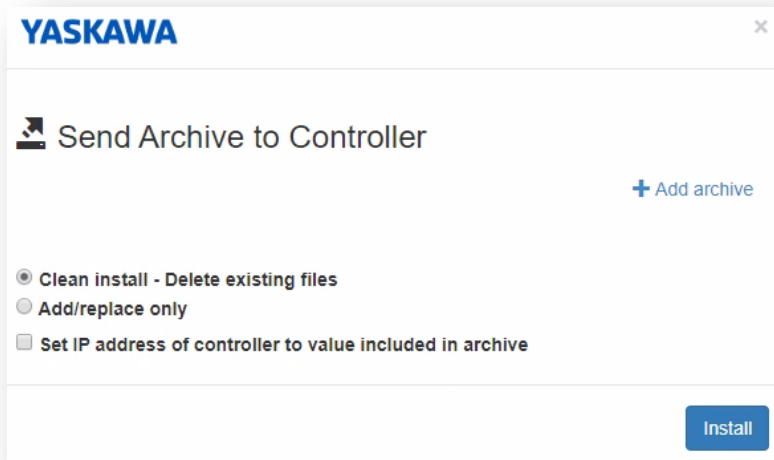 YASKAWA
×
Send Archive to Controller
+ Add archive
Clean install - Delete existing files
Add/replace only
Set IP address of controller to value included in archive
Install